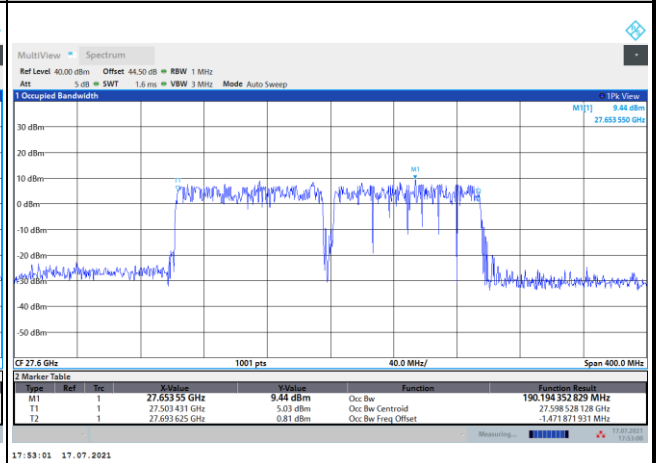 MultiView Spectrum
Ref Level 40.00 dBm Offset 44.50 dB RBW 1 MHz
Att 5 dB SWT 1.6 ms VBW 3 MHz Mode Auto Sweep
1 Occupied Bandwidth 1Pk View
M1[1] 9.44 dBm
27.653 550 GHz
30 dBm
20 dBm
M1
10 dBm
0 dBm
-10 dBm
-20 dBm
-30 dBm
-40 dBm
-50 dBm
CF 27.6 GHz 1001 pts 40.0 MHz/ Span 400.0 MHz
2 Marker Table
Type Ref Trc X-Value Y-Value Function Function Result
M1 1 27.653 55 GHz 9.44 dBm Occ Bw 190.194 352 829 MHz
T1 1 27.503 431 GHz 5.03 dBm Occ Bw Centroid 27.598 528 128 GHz
T2 1 27.693 625 GHz 0.81 dBm Occ Bw Freq Offset -1.471 871 931 MHz
Measuring... 17.07.2021
17:53:00
17:53:01 17.07.2021